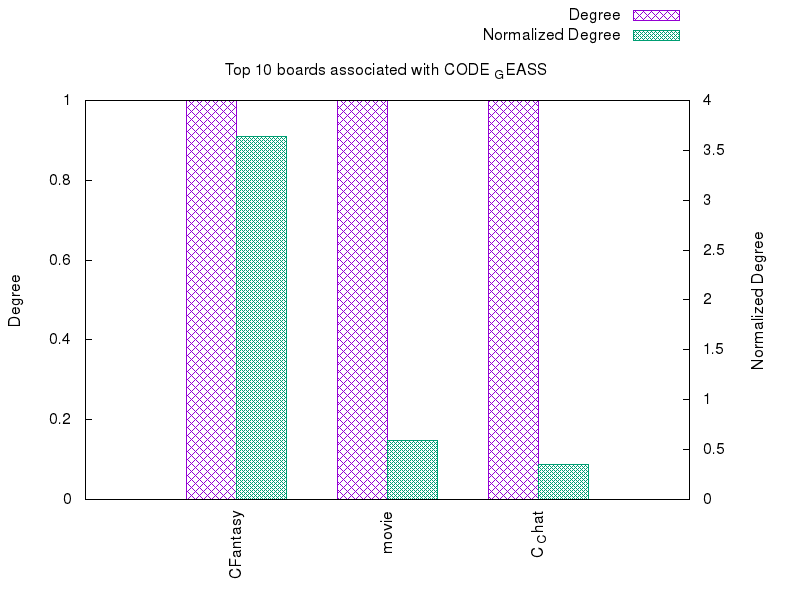 Degree
Normalized Degree
Top 10 boards associated with CODE GEASS
1
0.8
0.6
0.4
0.2
0
4
3.5
3
2.5
2
1.5
1
0.5
0
Degree
Normalized Degree
CFantasy
movie
C Chat